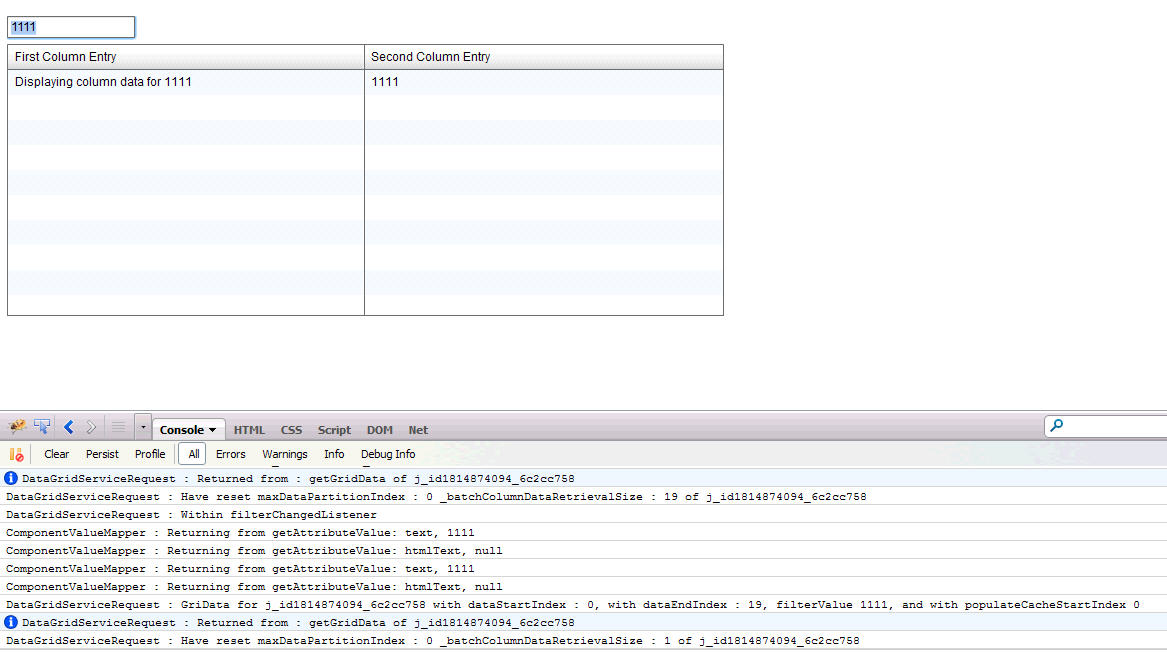 1111
First Column Entry Second Column Entry
Displaying column data for 1111 1111
Console HTML CSS Script DOM Net
Clear Persist Profile All Errors Warnings Info Debug Info
DataGridServiceRequest : Returned from : getGridData of j_id1814874094_6c2cc758
DataGridServiceRequest : Have reset maxDataPartitionIndex : 0 _batchColumnDataRetrievalSize : 19 of j_id1814874094_6c2cc758
DataGridServiceRequest : Within filterChangedListener
ComponentValueMapper : Returning from getAttributeValue: text, 1111
ComponentValueMapper : Returning from getAttributeValue: htmlText, null
ComponentValueMapper : Returning from getAttributeValue: text, 1111
ComponentValueMapper : Returning from getAttributeValue: htmlText, null
DataGridServiceRequest : GriData for j_id1814874094_6c2cc758 with dataStartIndex : 0, with dataEndIndex : 19, filterValue 1111, and with populateCacheStartIndex 0
DataGridServiceRequest : Returned from : getGridData of j_id1814874094_6c2cc758
DataGridServiceRequest : Have reset maxDataPartitionIndex : 0 _batchColumnDataRetrievalSize : 1 of j_id1814874094_6c2cc758